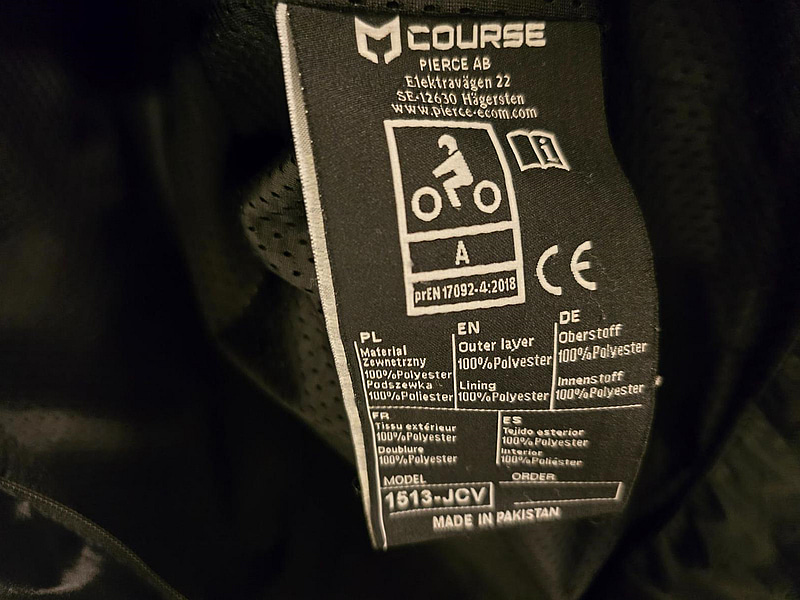 COURSE
PIERCE AB
Elektravägen 22
SE-12630 Hägersten
www.pierce-ecom.com
i
A
prEN 17092-4:2018
CE
PL
Material
Zewnetrzny
100%Polyester
Podszewka
100%Poliester
EN
Outer layer
100%Polyester
Lining
100%Polyester
DE
Oberstoff
100%Polyester
Innenstoff
100%Polyester
FR
Tissu extérieur
100%Polyester
Doublure
100%Polyester
ES
Tejido exterior
100%Polyester
Interior
100%Poliéster
MODEL
1513-JCV
ORDER
MADE IN PAKISTAN